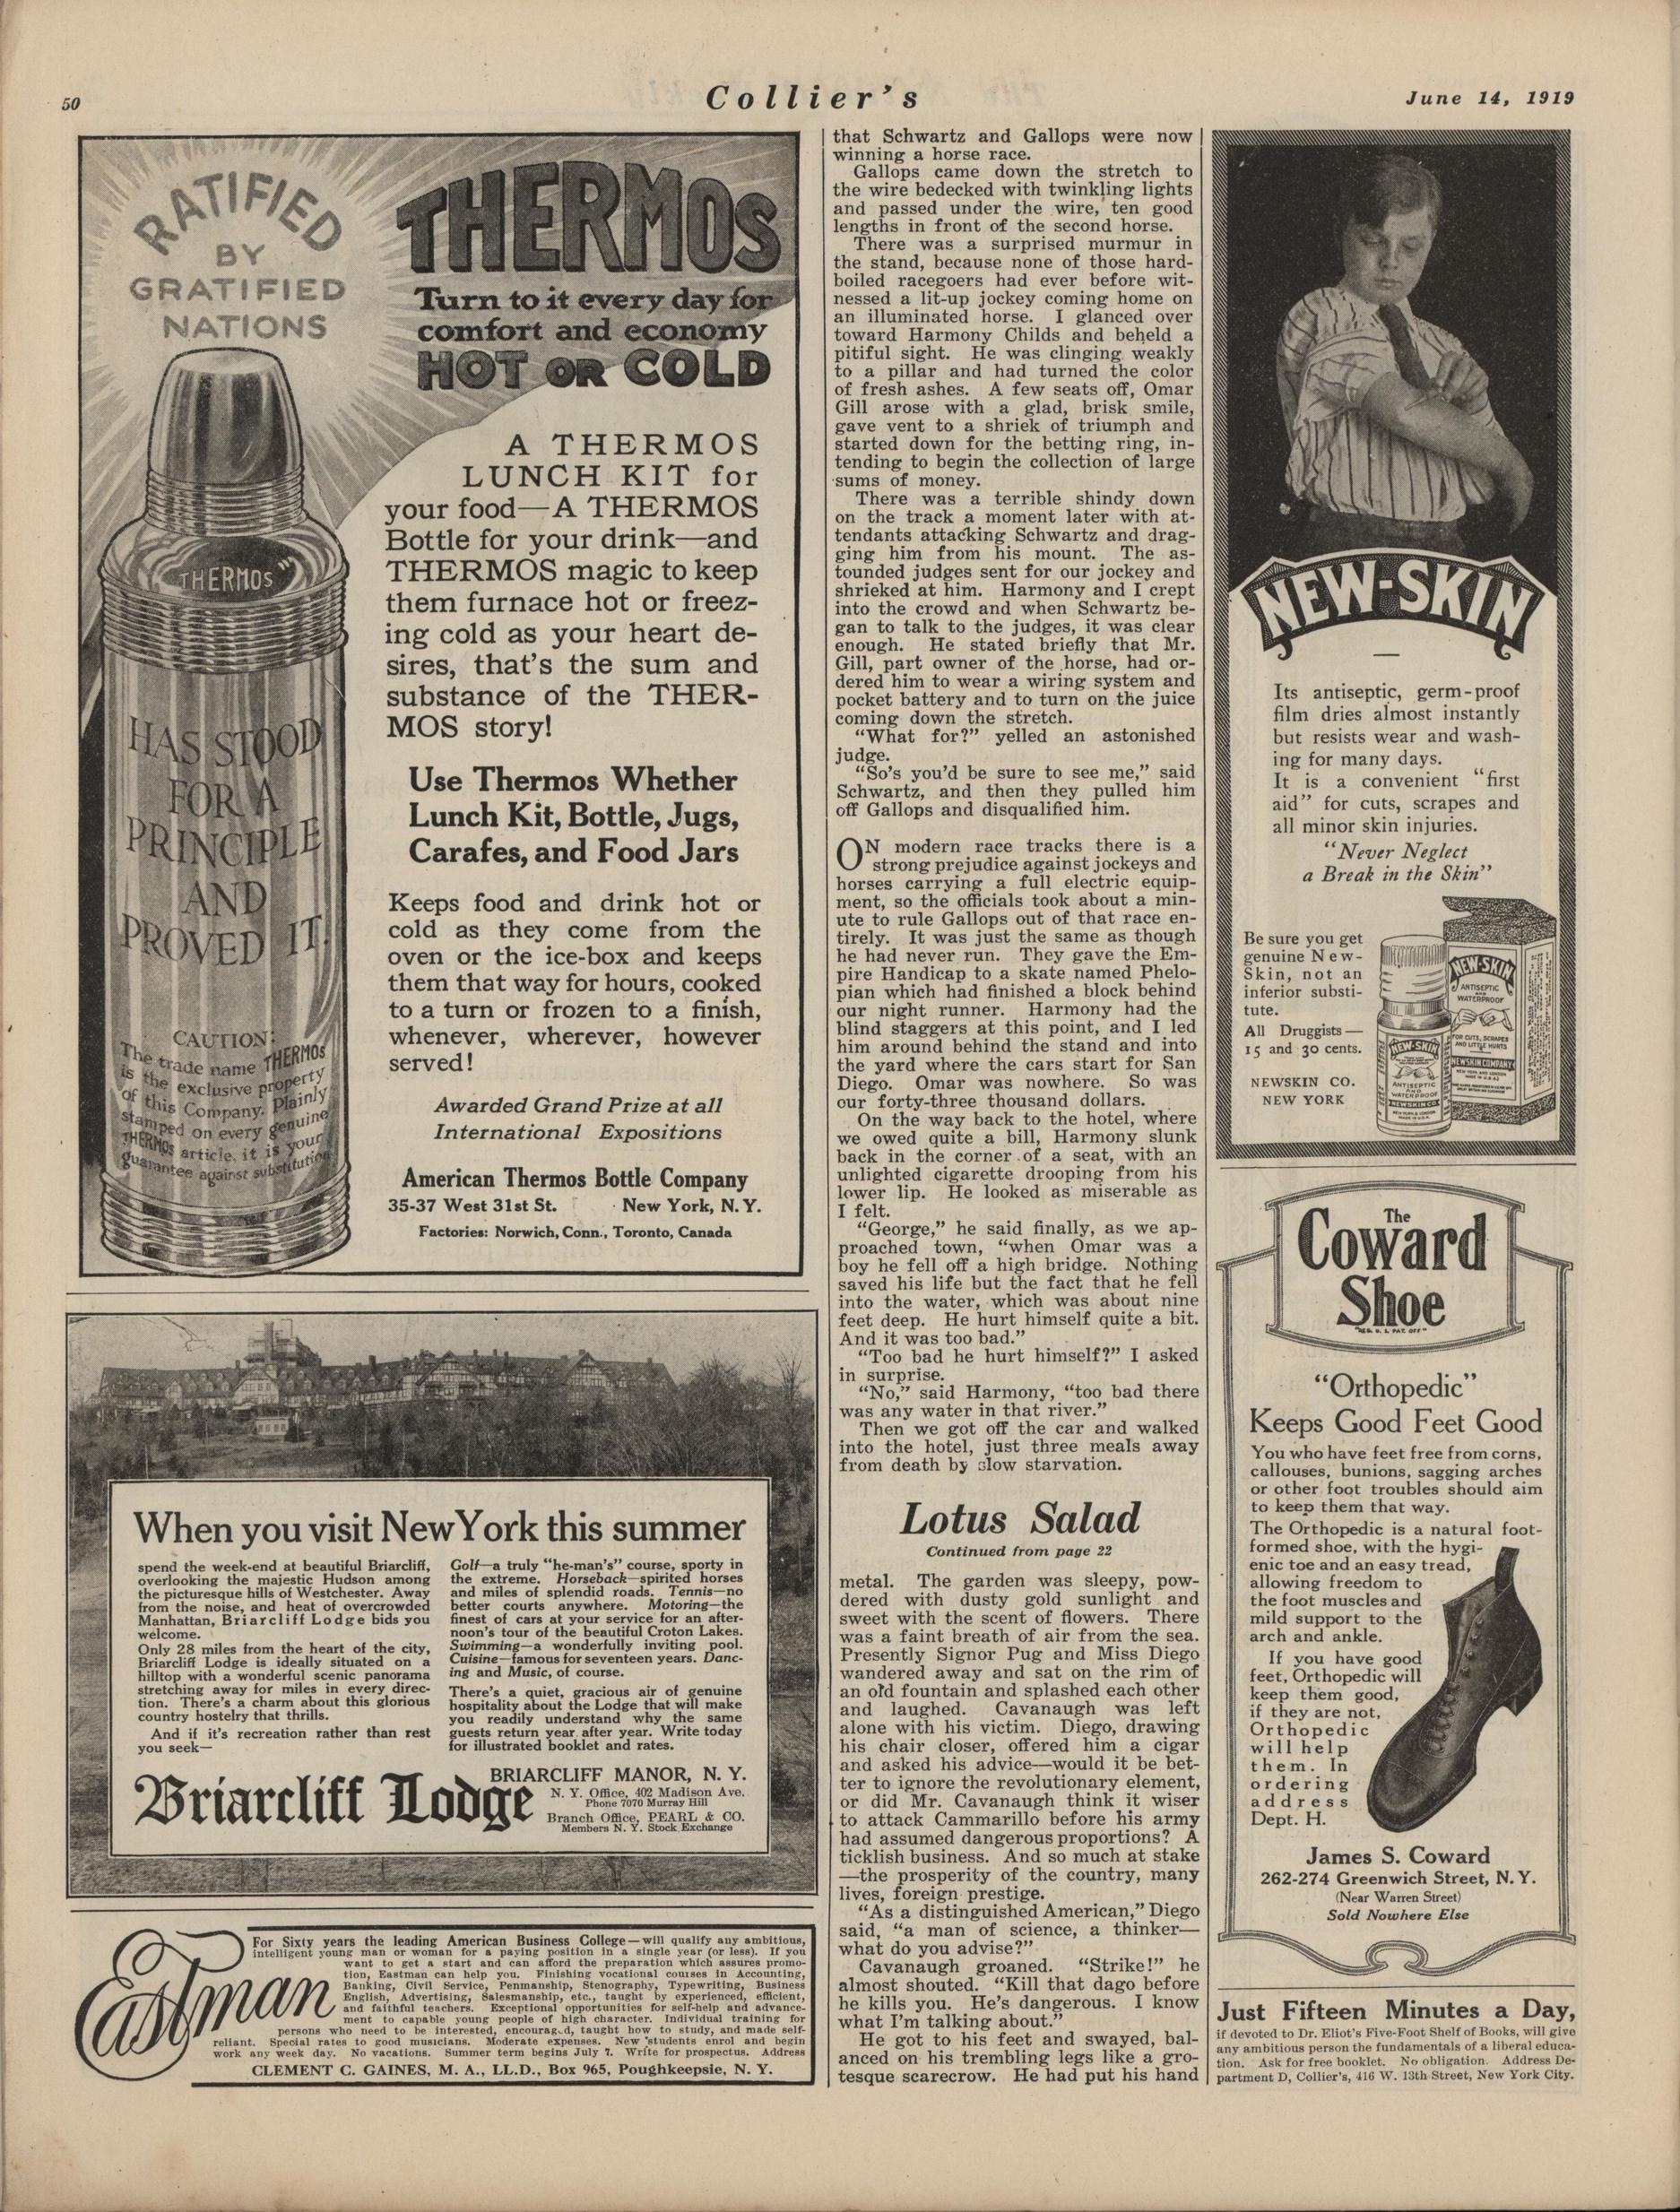 50
Collier's
June 14, 1919
RATIFIED
BY
GRATIFIED
NATIONS
THERMOS
Turn to it every day for
comfort and economy
HOT OR COLD
THERMOS
HAS STOOD
FOR A
PRINCIPLE
AND
PROVED IT.
CAUTION:
The trade name THERMOS
is the exclusive property
of this Company. Plainly
stamped on every genuine
THERMOS article, it is your
guarantee against substitution
A THERMOS
LUNCH KIT for
your food—A THERMOS
Bottle for your drink—and
THERMOS magic to keep
them furnace hot or freez-
ing cold as your heart de-
sires, that's the sum and
substance of the THER-
MOS story!
Use Thermos Whether
Lunch Kit, Bottle, Jugs,
Carafes, and Food Jars
Keeps food and drink hot or
cold as they come from the
oven or the ice-box and keeps
them that way for hours, cooked
to a turn or frozen to a finish,
whenever, wherever, however
served!
Awarded Grand Prize at all
International Expositions
American Thermos Bottle Company
35-37 West 31st St. New York, N. Y.
Factories: Norwich, Conn., Toronto, Canada
When you visit New York this summer
spend the week-end at beautiful Briarcliff,
overlooking the majestic Hudson among
the picturesque hills of Westchester. Away
from the noise, and heat of overcrowded
Manhattan, Briarcliff Lodge bids you
welcome.
Only 28 miles from the heart of the city,
Briarcliff Lodge is ideally situated on a
hilltop with a wonderful scenic panorama
stretching away for miles in every direc-
tion. There's a charm about this glorious
country hostelry that thrills.
And if it's recreation rather than rest
you seek—
Golf—a truly "he-man's" course, sporty in
the extreme. Horseback—spirited horses
and miles of splendid roads. Tennis—no
better courts anywhere. Motoring—the
finest of cars at your service for an after-
noon's tour of the beautiful Croton Lakes.
Swimming—a wonderfully inviting pool.
Cuisine—famous for seventeen years. Danc-
ing and Music, of course.
There's a quiet, gracious air of genuine
hospitality about the Lodge that will make
you readily understand why the same
guests return year after year. Write today
for illustrated booklet and rates.
Briarcliff Lodge
BRIARCLIFF MANOR, N. Y.
N. Y. Office, 402 Madison Ave.
Phone 7070 Murray Hill
Branch Office, PEARL & CO.
Members N. Y. Stock Exchange
Eastman
For Sixty years the leading American Business College—will qualify any ambitious,
intelligent young man or woman for a paying position in a single year (or less). If you
want to get a start and can afford the preparation which assures promo-
tion, Eastman can help you. Finishing vocational courses in Accounting,
Banking, Civil Service, Penmanship, Stenography, Typewriting, Business
English, Advertising, Salesmanship, etc., taught by experienced, efficient,
and faithful teachers. Exceptional opportunities for self-help and advance-
ment to capable young people of high character. Individual training for
persons who need to be interested, encouraged, taught how to study, and made self-
reliant. Special rates to good musicians. Moderate expenses. New students enrol and begin
work any week day. No vacations. Summer term begins July 7. Write for prospectus. Address
CLEMENT C. GAINES, M. A., LL.D., Box 965, Poughkeepsie, N. Y.
that Schwartz and Gallops were now
winning a horse race.
Gallops came down the stretch to
the wire bedecked with twinkling lights
and passed under the wire, ten good
lengths in front of the second horse.
There was a surprised murmur in
the stand, because none of those hard-
boiled racegoers had ever before wit-
nessed a lit-up jockey coming home on
an illuminated horse. I glanced over
toward Harmony Childs and beheld a
pitiful sight. He was clinging weakly
to a pillar and had turned the color
of fresh ashes. A few seats off, Omar
Gill arose with a glad, brisk smile,
gave vent to a shriek of triumph and
started down for the betting ring, in-
tending to begin the collection of large
sums of money.
There was a terrible shindy down
on the track a moment later with at-
tendants attacking Schwartz and drag-
ging him from his mount. The as-
tounded judges sent for our jockey and
shrieked at him. Harmony and I crept
into the crowd and when Schwartz be-
gan to talk to the judges, it was clear
enough. He stated briefly that Mr.
Gill, part owner of the horse, had or-
dered him to wear a wiring system and
pocket battery and to turn on the juice
coming down the stretch.
"What for?" yelled an astonished
judge.
"So's you'd be sure to see me," said
Schwartz, and then they pulled him
off Gallops and disqualified him.
ON modern race tracks there is a
strong prejudice against jockeys and
horses carrying a full electric equip-
ment, so the officials took about a min-
ute to rule Gallops out of that race en-
tirely. It was just the same as though
he had never run. They gave the Em-
pire Handicap to a skate named Phelo-
pian which had finished a block behind
our night runner. Harmony had the
blind staggers at this point, and I led
him around behind the stand and into
the yard where the cars start for San
Diego. Omar was nowhere. So was
our forty-three thousand dollars.
On the way back to the hotel, where
we owed quite a bill, Harmony slunk
back in the corner of a seat, with an
unlighted cigarette drooping from his
lower lip. He looked as miserable as
I felt.
"George," he said finally, as we ap-
proached town, "when Omar was a
boy he fell off a high bridge. Nothing
saved his life but the fact that he fell
into the water, which was about nine
feet deep. He hurt himself quite a bit.
And it was too bad."
"Too bad he hurt himself?" I asked
in surprise.
"No," said Harmony, "too bad there
was any water in that river."
Then we got off the car and walked
into the hotel, just three meals away
from death by slow starvation.
Lotus Salad
Continued from page 22
metal. The garden was sleepy, pow-
dered with dusty gold sunlight and
sweet with the scent of flowers. There
was a faint breath of air from the sea.
Presently Signor Pug and Miss Diego
wandered away and sat on the rim of
an old fountain and splashed each other
and laughed. Cavanaugh was left
alone with his victim. Diego, drawing
his chair closer, offered him a cigar
and asked his advice—would it be bet-
ter to ignore the revolutionary element,
or did Mr. Cavanaugh think it wiser
to attack Cammarillo before his army
had assumed dangerous proportions? A
ticklish business. And so much at stake
—the prosperity of the country, many
lives, foreign prestige.
"As a distinguished American," Diego
said, "a man of science, a thinker—
what do you advise?"
Cavanaugh groaned. "Strike!" he
almost shouted. "Kill that dago before
he kills you. He's dangerous. I know
what I'm talking about."
He got to his feet and swayed, bal-
anced on his trembling legs like a gro-
tesque scarecrow. He had put his hand
NEW-SKIN
Its antiseptic, germ-proof
film dries almost instantly
but resists wear and wash-
ing for many days.
It is a convenient "first
aid" for cuts, scrapes and
all minor skin injuries.
"Never Neglect
a Break in the Skin"
Be sure you get
genuine New-
Skin, not an
inferior substi-
tute.
All Druggists—
15 and 30 cents.
NEWSKIN CO.
NEW YORK
NEW-SKIN
ANTISEPTIC
AND
WATERPROOF
FOR CUTS, SCRAPES
AND LITTLE HURTS
NEWSKIN COMPANY
NEW-SKIN
ANTISEPTIC
AND
WATERPROOF
NEWSKIN CO.
The
Coward
Shoe
"REG. U. S. PAT. OFF."
"Orthopedic"
Keeps Good Feet Good
You who have feet free from corns,
callouses, bunions, sagging arches
or other foot troubles should aim
to keep them that way.
The Orthopedic is a natural foot-
formed shoe, with the hygi-
enic toe and an easy tread,
allowing freedom to
the foot muscles and
mild support to the
arch and ankle.
If you have good
feet, Orthopedic will
keep them good,
if they are not,
Orthopedic
will help
them. In
ordering
address
Dept. H.
James S. Coward
262-274 Greenwich Street, N. Y.
(Near Warren Street)
Sold Nowhere Else
Just Fifteen Minutes a Day,
if devoted to Dr. Eliot's Five-Foot Shelf of Books, will give
any ambitious person the fundamentals of a liberal educa-
tion. Ask for free booklet. No obligation. Address De-
partment D, Collier's, 416 W. 13th Street, New York City.